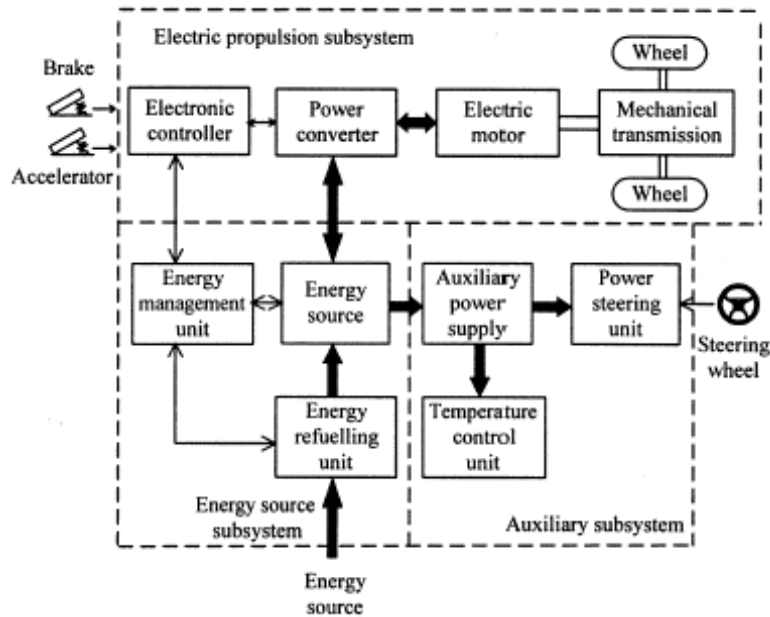 Electric propulsion subsystem
Wheel
Brake
Electronic
controller
Power
converter
Electric
motor
Mechanical
transmission
Accelerator
Wheel
Energy
management
unit
Energy
source
Auxiliary
power
supply
Power
steering
unit
Steering
wheel
Energy
refuelling
unit
Temperature
control
unit
Energy source
subsystem
Auxiliary subsystem
Energy
source